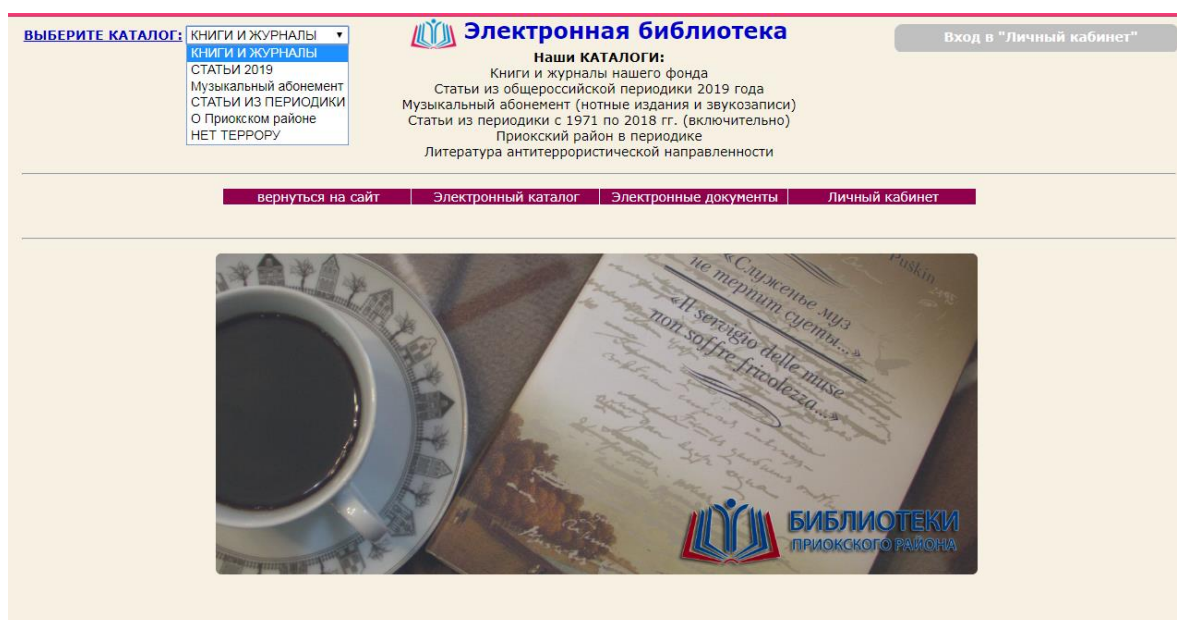 ВЫБЕРИТЕ КАТАЛОГ: КНИГИ И ЖУРНАЛЫ
КНИГИ И ЖУРНАЛЫ
СТАТЬИ 2019
Музыкальный абонемент
СТАТЬИ ИЗ ПЕРИОДИКИ
О Приокском районе
НЕТ ТЕРРОРУ
Электронная библиотека
Наши КАТАЛОГИ:
Книги и журналы нашего фонда
Статьи из общероссийской периодики 2019 года
Музыкальный абонемент (нотные издания и звукозаписи)
Статьи из периодики с 1971 по 2018 гг. (включительно)
Приокский район в периодике
Литература антитеррористической направленности
Вход в "Личный кабинет"
вернуться на сайт Электронный каталог Электронные документы Личный кабинет
Puškin
«Служенье муз
не терпит суеты...»
«Il servigio delle muse
non soffre frivolezza...»
БИБЛИОТЕКИ
ПРИОКСКОГО РАЙОНА